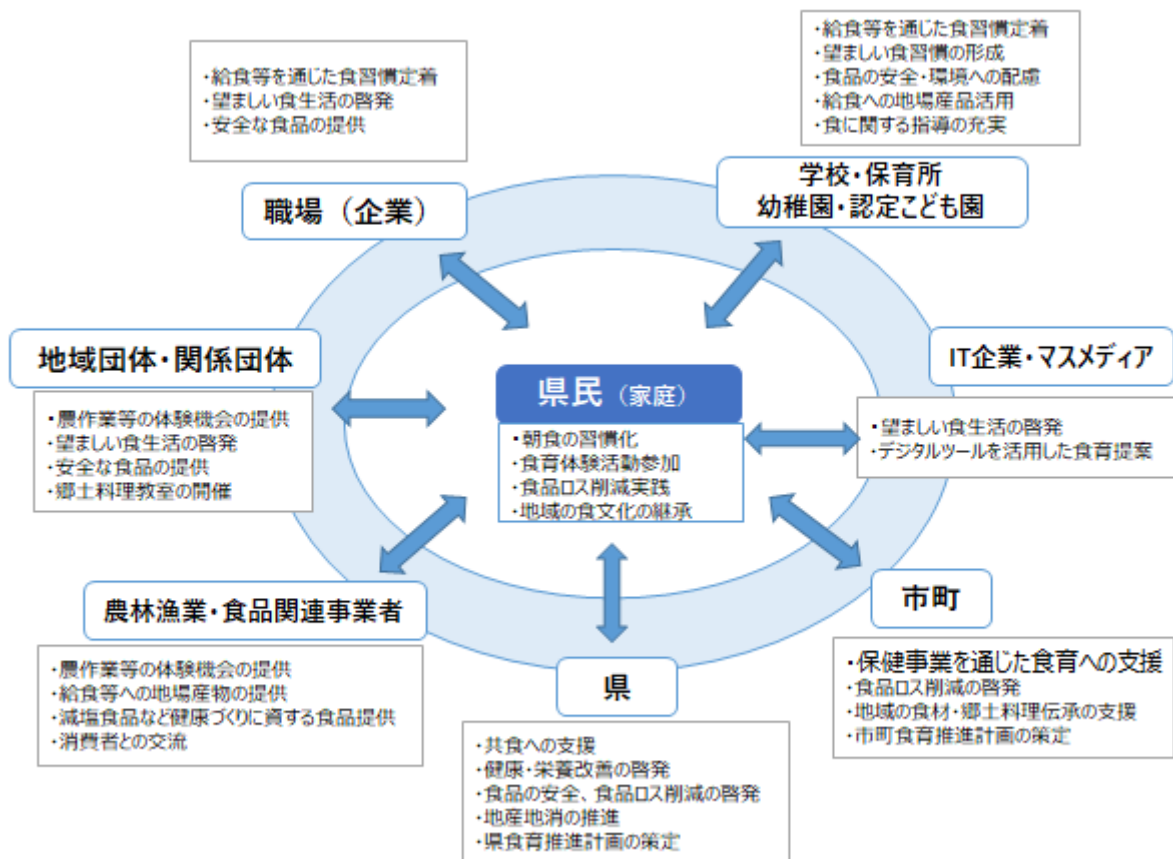 ・給食等を通じた食習慣定着
・望ましい食生活の啓発
・安全な食品の提供
職場（企業）
・給食等を通じた食習慣定着
・望ましい食習慣の形成
・食品の安全・環境への配慮
・給食への地場産品活用
・食に関する指導の充実
学校・保育所
幼稚園・認定こども園
地域団体・関係団体
・農作業等の体験機会の提供
・望ましい食生活の啓発
・安全な食品の提供
・郷土料理教室の開催
県民（家庭）
・朝食の習慣化
・食育体験活動参加
・食品ロス削減実践
・地域の食文化の継承
IT企業・マスメディア
・望ましい食生活の啓発
・デジタルツールを活用した食育提案
農林漁業・食品関連事業者
・農作業等の体験機会の提供
・給食等への地場産物の提供
・減塩食品など健康づくりに資する食品提供
・消費者との交流
県
・共食への支援
・健康・栄養改善の啓発
・食品の安全、食品ロス削減の啓発
・地産地消の推進
・県食育推進計画の策定
市町
・保健事業を通じた食育への支援
・食品ロス削減の啓発
・地域の食材・郷土料理伝承の支援
・市町食育推進計画の策定